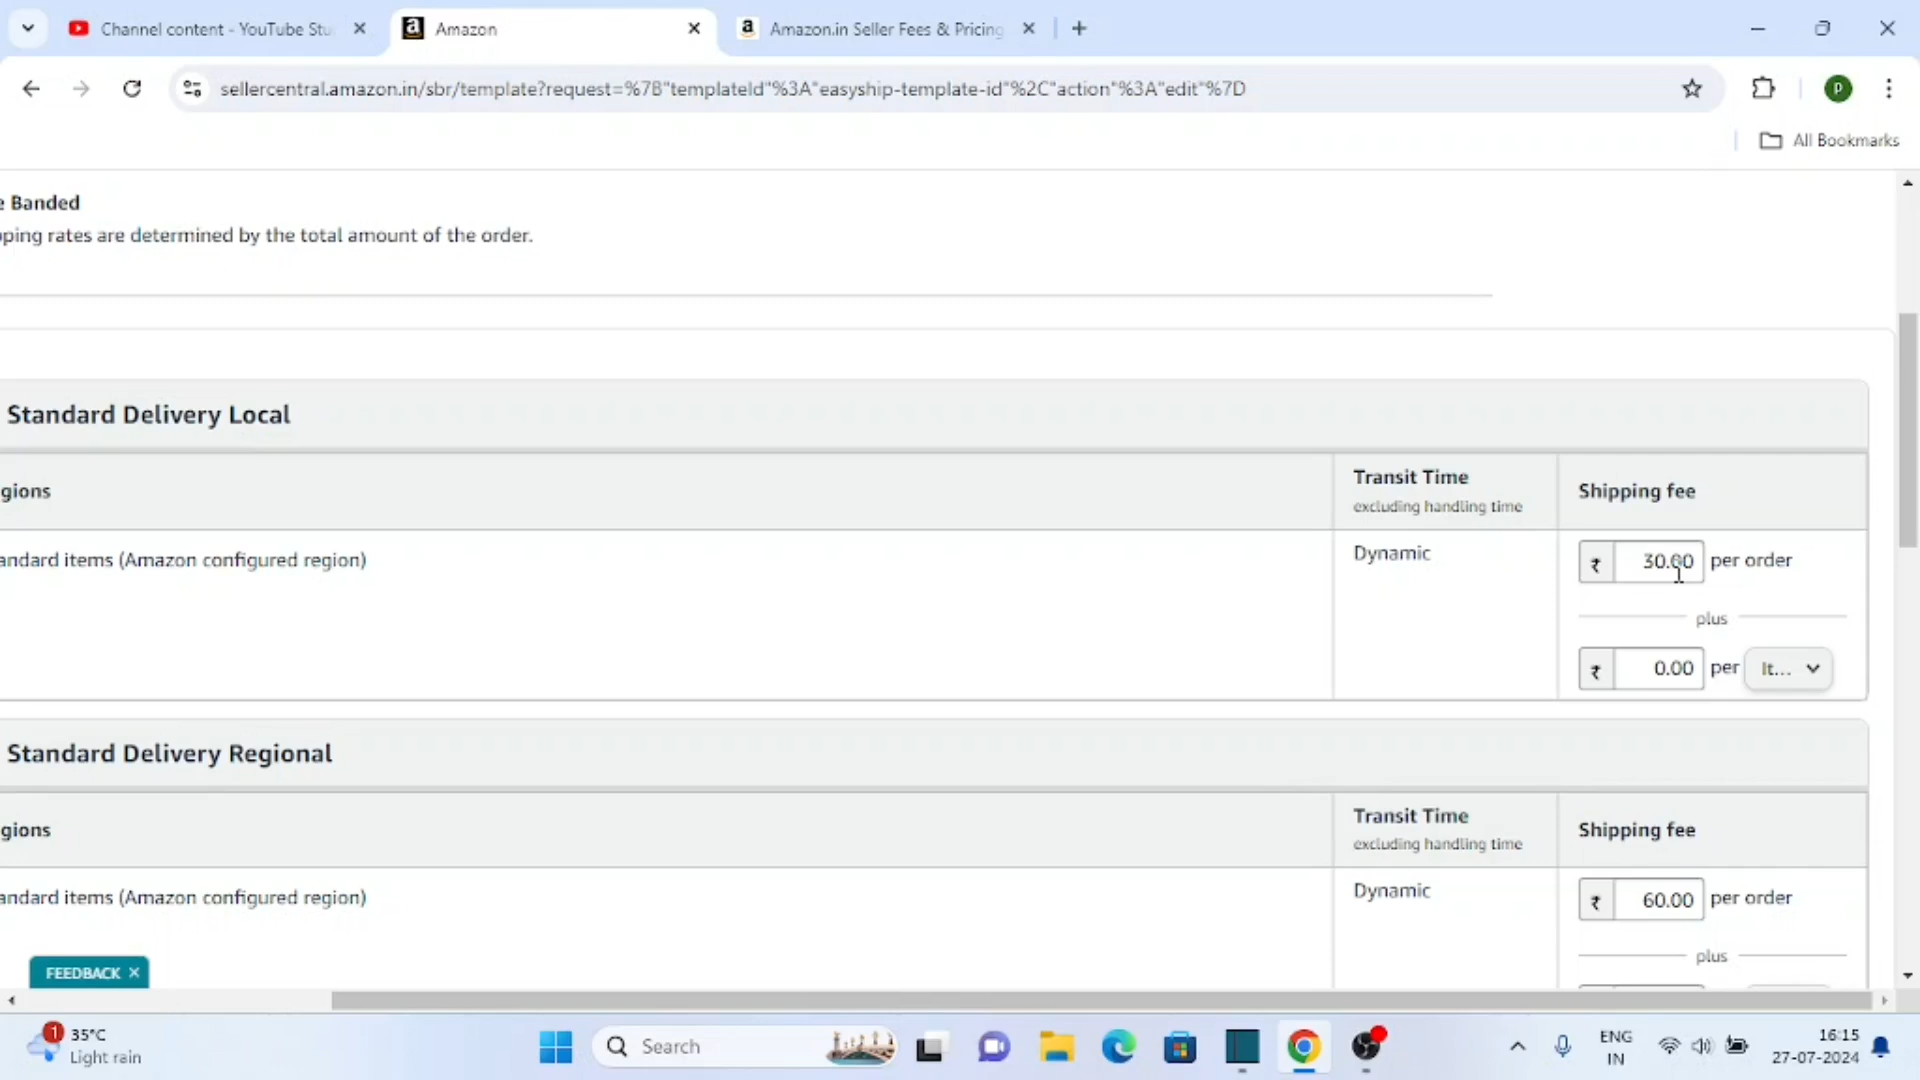 Channel content - YouTube Stu
Amazon
Amazon.in Seller Fees & Pricing
sellercentral.amazon.in/sbr/template?request=%7B"templateId"%3A"easyship-template-id"%2C"action"%3A"edit"%7D
P
All Bookmarks
e Banded
pping rates are determined by the total amount of the order.
Standard Delivery Local
gions
Transit Time
excluding handling time
Shipping fee
andard items (Amazon configured region)
Dynamic
₹ 30.00 per order
plus
₹ 0.00 per It...
Standard Delivery Regional
gions
Transit Time
excluding handling time
Shipping fee
andard items (Amazon configured region)
Dynamic
₹ 60.00 per order
plus
FEEDBACK ×
1
35°C
Light rain
Search
ENG
IN
16:15
27-07-2024